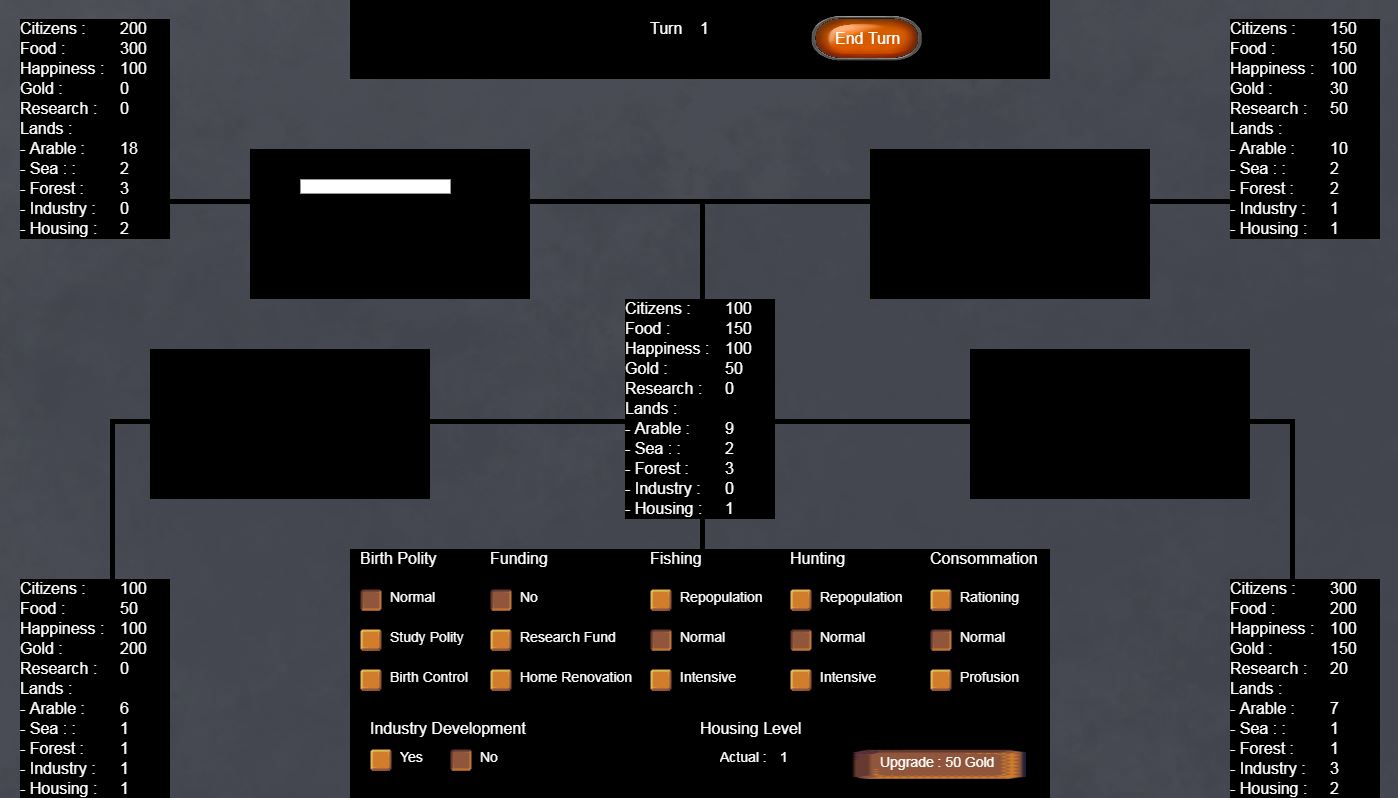 Turn 1
End Turn
Citizens : 200
Food : 300
Happiness : 100
Gold : 0
Research : 0
Lands :
- Arable : 18
- Sea : : 2
- Forest : 3
- Industry : 0
- Housing : 2
Citizens : 150
Food : 150
Happiness : 100
Gold : 30
Research : 50
Lands :
- Arable : 10
- Sea : : 2
- Forest : 2
- Industry : 1
- Housing : 1
Citizens : 100
Food : 150
Happiness : 100
Gold : 50
Research : 0
Lands :
- Arable : 9
- Sea : : 2
- Forest : 3
- Industry : 0
- Housing : 1
Citizens : 100
Food : 50
Happiness : 100
Gold : 200
Research : 0
Lands :
- Arable : 6
- Sea : : 1
- Forest : 1
- Industry : 1
- Housing : 1
Birth Polity Funding Fishing Hunting Consommation
Normal No Repopulation Repopulation Rationing
Study Polity Research Fund Normal Normal Normal
Birth Control Home Renovation Intensive Intensive Profusion
Industry Development Housing Level
Yes No Actual : 1 Upgrade : 50 Gold
Citizens : 300
Food : 200
Happiness : 100
Gold : 150
Research : 20
Lands :
- Arable : 7
- Sea : : 1
- Forest : 1
- Industry : 3
- Housing : 2